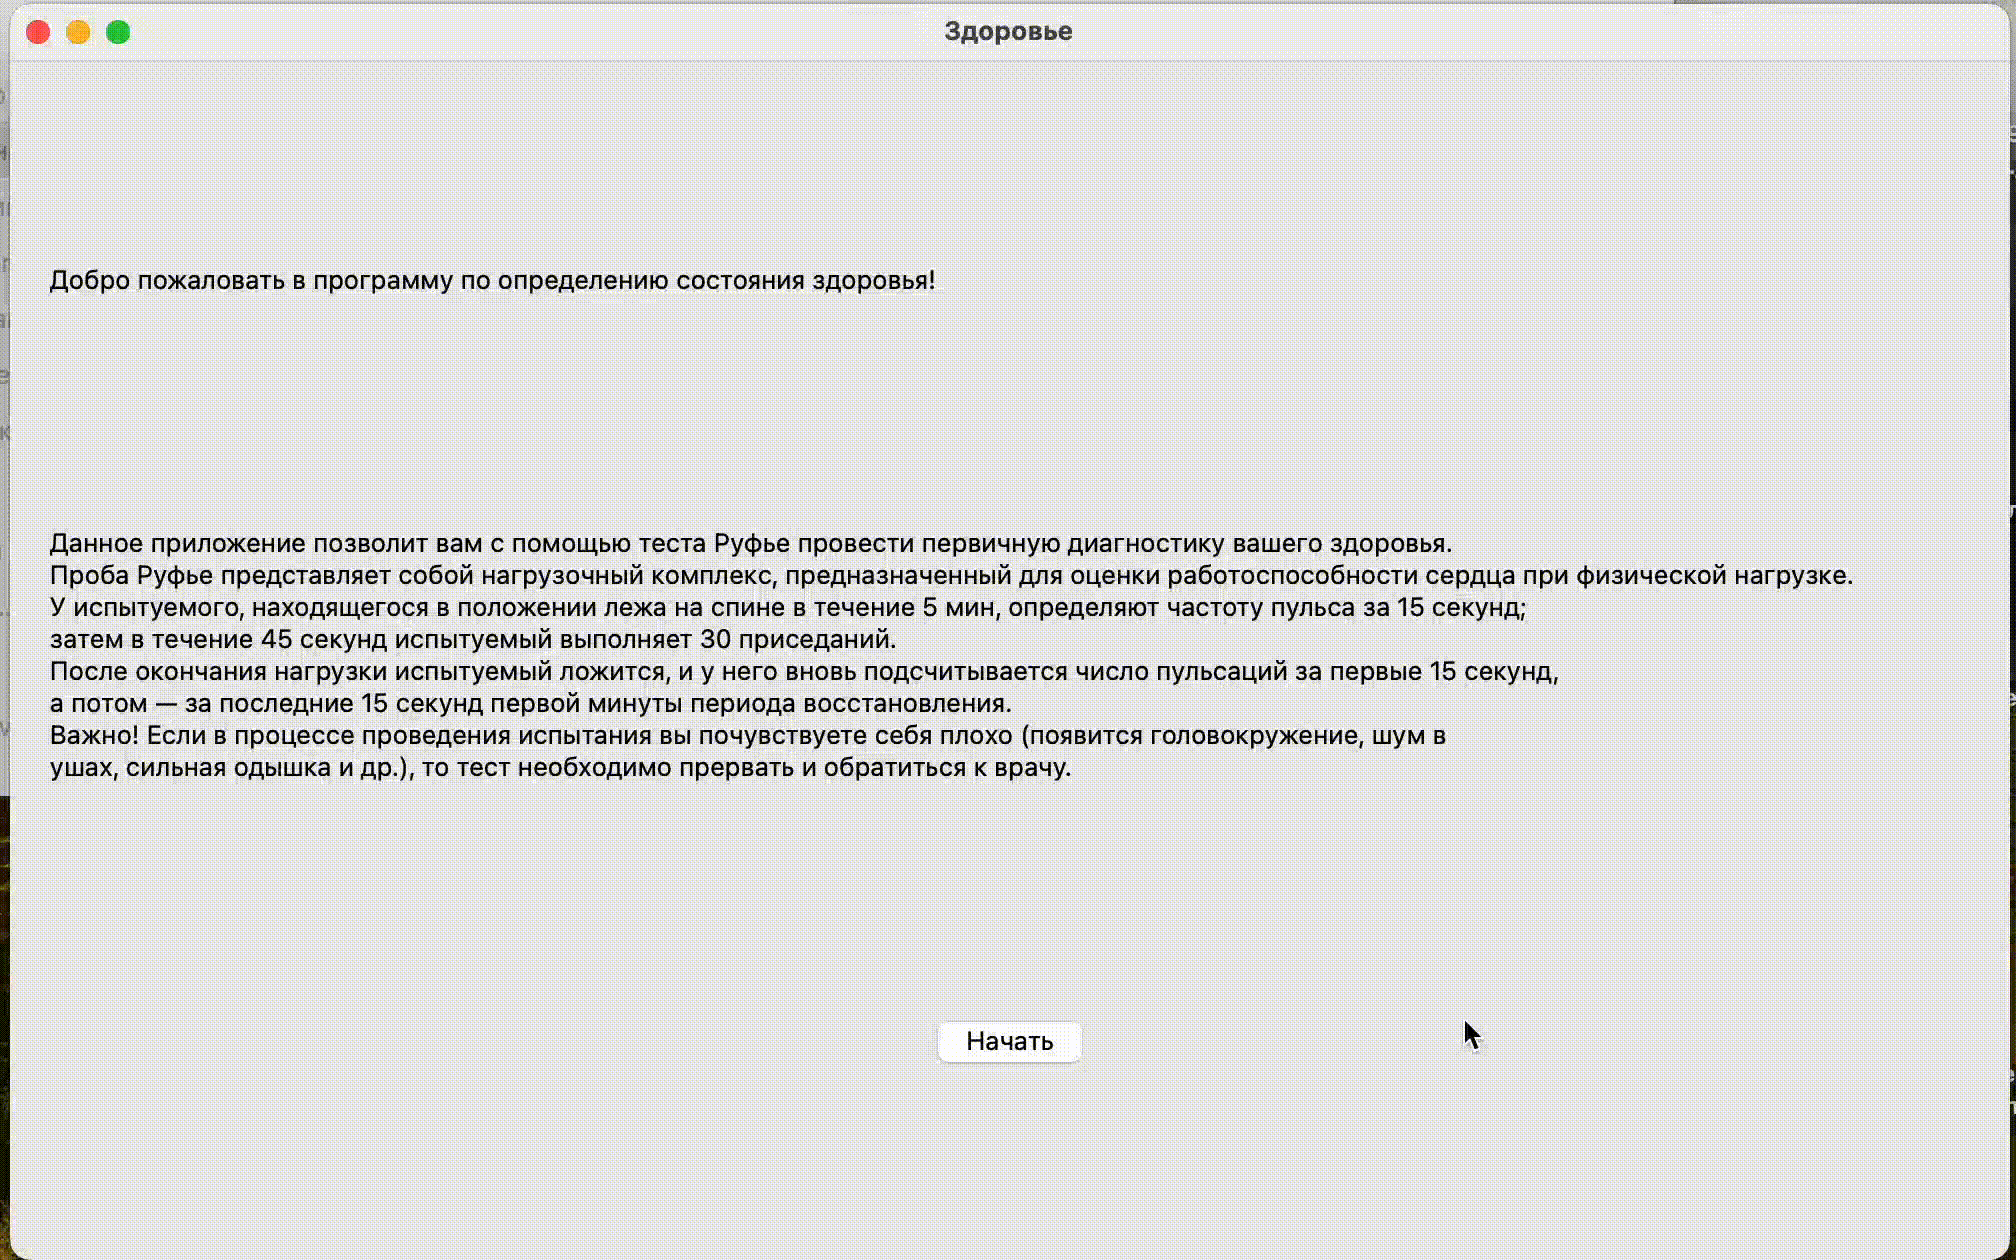 Здоровье
Добро пожаловать в программу по определению состояния здоровья!
Данное приложение позволит вам с помощью теста Руфье провести первичную диагностику вашего здоровья.
Проба Руфье представляет собой нагрузочный комплекс, предназначенный для оценки работоспособности сердца при физической нагрузке.
У испытуемого, находящегося в положении лежа на спине в течение 5 мин, определяют частоту пульса за 15 секунд;
затем в течение 45 секунд испытуемый выполняет 30 приседаний.
После окончания нагрузки испытуемый ложится, и у него вновь подсчитывается число пульсаций за первые 15 секунд,
а потом — за последние 15 секунд первой минуты периода восстановления.
Важно! Если в процессе проведения испытания вы почувствуете себя плохо (появится головокружение, шум в
ушах, сильная одышка и др.), то тест необходимо прервать и обратиться к врачу.
Начать